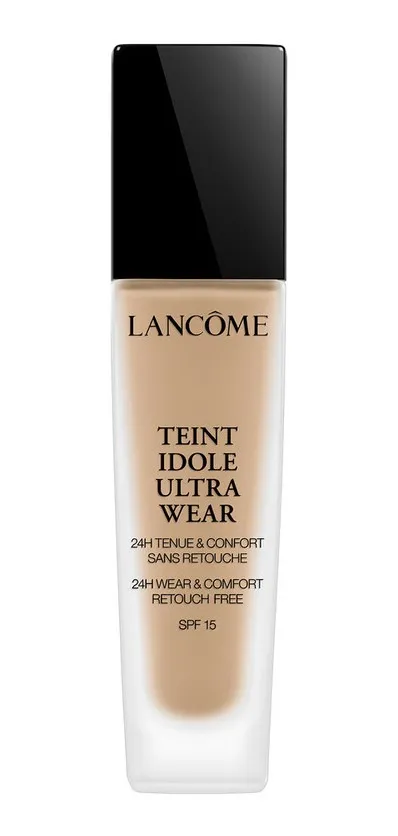 LANCÔME
TEINT
IDOLE
ULTRA
WEAR
24H TENUE & CONFORT
SANS RETOUCHE
24H WEAR & COMFORT
RETOUCH FREE
SPF 15